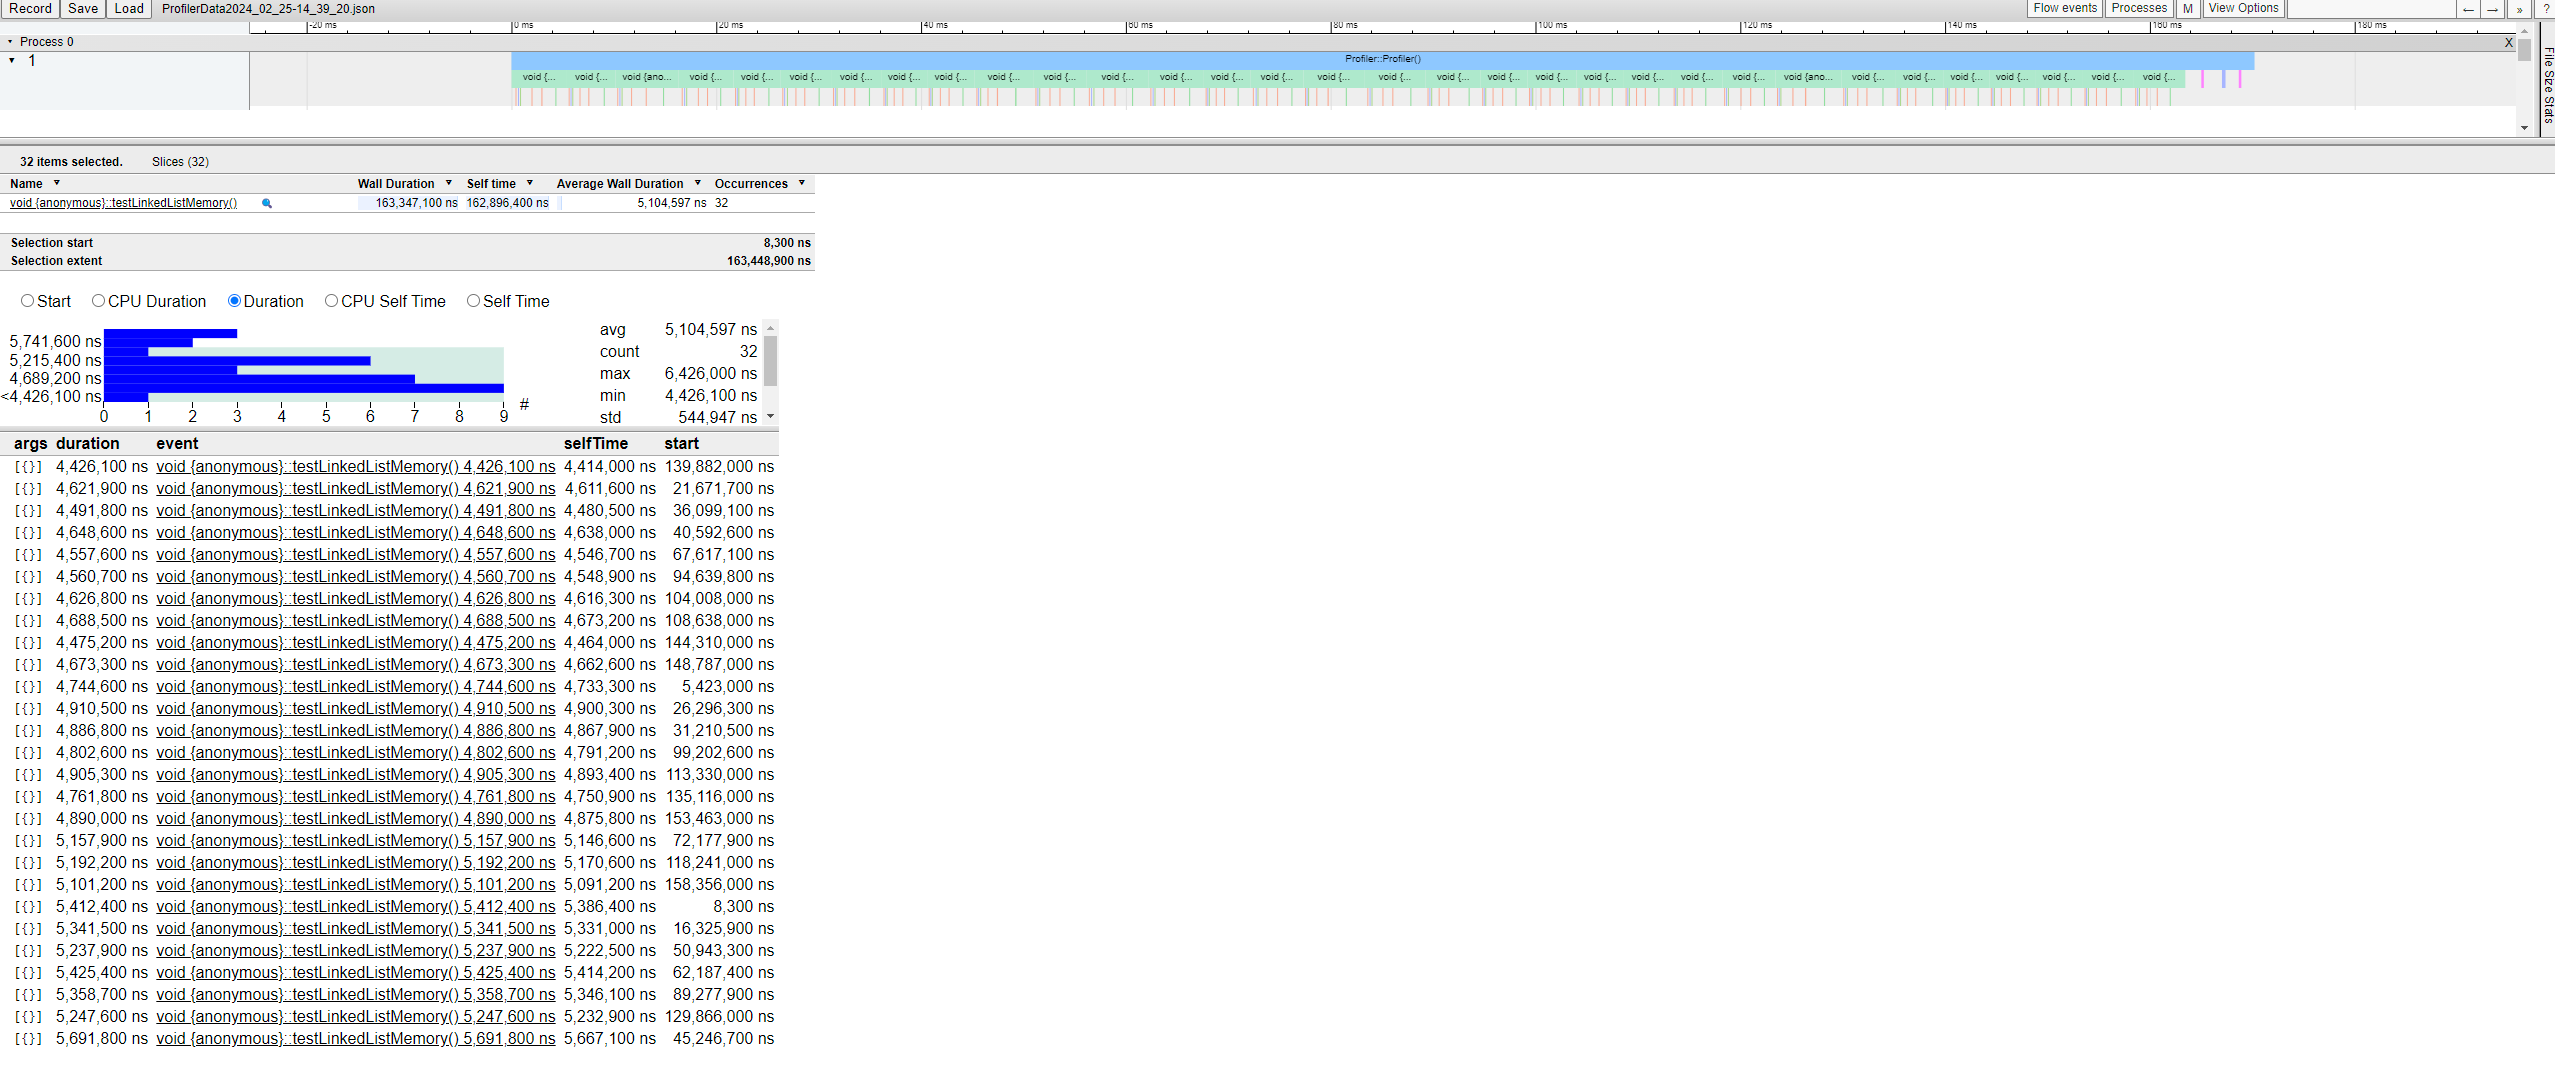 Record Save Load ProfilerData2024_02_25-14_39_20.json Flow events Processes M View Options ← → » ?
-20 ms 0 ms 20 ms 40 ms 60 ms 80 ms 100 ms 120 ms 140 ms 160 ms 180 ms
Process 0 X
1 Profiler::Profiler()
void {... void {... void {ano... void {... void {... void {... void {... void {... void {... void {... void {... void {... void {... void {... void {... void {... void {... void {... void {... void {... void {... void {... void {... void {... void {ano... void {... void {... void {... void {... void {... void {... void {...
File Size Stats
32 items selected. Slices (32)
Name Wall Duration Self time Average Wall Duration Occurrences
void {anonymous}::testLinkedListMemory() 163,347,100 ns 162,896,400 ns 5,104,597 ns 32
Selection start 8,300 ns
Selection extent 163,448,900 ns
Start CPU Duration Duration CPU Self Time Self Time
5,741,600 ns
5,215,400 ns
4,689,200 ns
<4,426,100 ns
0 1 2 3 4 5 6 7 8 9 #
avg 5,104,597 ns
count 32
max 6,426,000 ns
min 4,426,100 ns
std 544,947 ns
args duration event selfTime start
[{}] 4,426,100 ns void {anonymous}::testLinkedListMemory() 4,426,100 ns 4,414,000 ns 139,882,000 ns
[{}] 4,621,900 ns void {anonymous}::testLinkedListMemory() 4,621,900 ns 4,611,600 ns 21,671,700 ns
[{}] 4,491,800 ns void {anonymous}::testLinkedListMemory() 4,491,800 ns 4,480,500 ns 36,099,100 ns
[{}] 4,648,600 ns void {anonymous}::testLinkedListMemory() 4,648,600 ns 4,638,000 ns 40,592,600 ns
[{}] 4,557,600 ns void {anonymous}::testLinkedListMemory() 4,557,600 ns 4,546,700 ns 67,617,100 ns
[{}] 4,560,700 ns void {anonymous}::testLinkedListMemory() 4,560,700 ns 4,548,900 ns 94,639,800 ns
[{}] 4,626,800 ns void {anonymous}::testLinkedListMemory() 4,626,800 ns 4,616,300 ns 104,008,000 ns
[{}] 4,688,500 ns void {anonymous}::testLinkedListMemory() 4,688,500 ns 4,673,200 ns 108,638,000 ns
[{}] 4,475,200 ns void {anonymous}::testLinkedListMemory() 4,475,200 ns 4,464,000 ns 144,310,000 ns
[{}] 4,673,300 ns void {anonymous}::testLinkedListMemory() 4,673,300 ns 4,662,600 ns 148,787,000 ns
[{}] 4,744,600 ns void {anonymous}::testLinkedListMemory() 4,744,600 ns 4,733,300 ns 5,423,000 ns
[{}] 4,910,500 ns void {anonymous}::testLinkedListMemory() 4,910,500 ns 4,900,300 ns 26,296,300 ns
[{}] 4,886,800 ns void {anonymous}::testLinkedListMemory() 4,886,800 ns 4,867,900 ns 31,210,500 ns
[{}] 4,802,600 ns void {anonymous}::testLinkedListMemory() 4,802,600 ns 4,791,200 ns 99,202,600 ns
[{}] 4,905,300 ns void {anonymous}::testLinkedListMemory() 4,905,300 ns 4,893,400 ns 113,330,000 ns
[{}] 4,761,800 ns void {anonymous}::testLinkedListMemory() 4,761,800 ns 4,750,900 ns 135,116,000 ns
[{}] 4,890,000 ns void {anonymous}::testLinkedListMemory() 4,890,000 ns 4,875,800 ns 153,463,000 ns
[{}] 5,157,900 ns void {anonymous}::testLinkedListMemory() 5,157,900 ns 5,146,600 ns 72,177,900 ns
[{}] 5,192,200 ns void {anonymous}::testLinkedListMemory() 5,192,200 ns 5,170,600 ns 118,241,000 ns
[{}] 5,101,200 ns void {anonymous}::testLinkedListMemory() 5,101,200 ns 5,091,200 ns 158,356,000 ns
[{}] 5,412,400 ns void {anonymous}::testLinkedListMemory() 5,412,400 ns 5,386,400 ns 8,300 ns
[{}] 5,341,500 ns void {anonymous}::testLinkedListMemory() 5,341,500 ns 5,331,000 ns 16,325,900 ns
[{}] 5,237,900 ns void {anonymous}::testLinkedListMemory() 5,237,900 ns 5,222,500 ns 50,943,300 ns
[{}] 5,425,400 ns void {anonymous}::testLinkedListMemory() 5,425,400 ns 5,414,200 ns 62,187,400 ns
[{}] 5,358,700 ns void {anonymous}::testLinkedListMemory() 5,358,700 ns 5,346,100 ns 89,277,900 ns
[{}] 5,247,600 ns void {anonymous}::testLinkedListMemory() 5,247,600 ns 5,232,900 ns 129,866,000 ns
[{}] 5,691,800 ns void {anonymous}::testLinkedListMemory() 5,691,800 ns 5,667,100 ns 45,246,700 ns